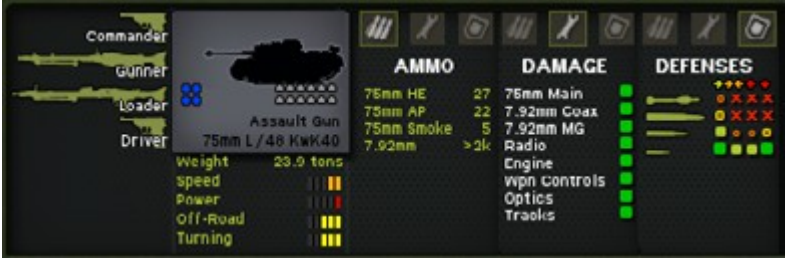 Commander
Gunner
Loader
Driver
Assault Gun
75mm L/48 KwK40
Weight 23.9 tons
Speed
Power
Off-Road
Turning
AMMO
75mm HE 27
75mm AP 22
75mm Smoke 5
7.92mm >2k
DAMAGE
75mm Main
7.92mm Coax
7.92mm MG
Radio
Engine
Wpn Controls
Optics
Tracks
DEFENSES